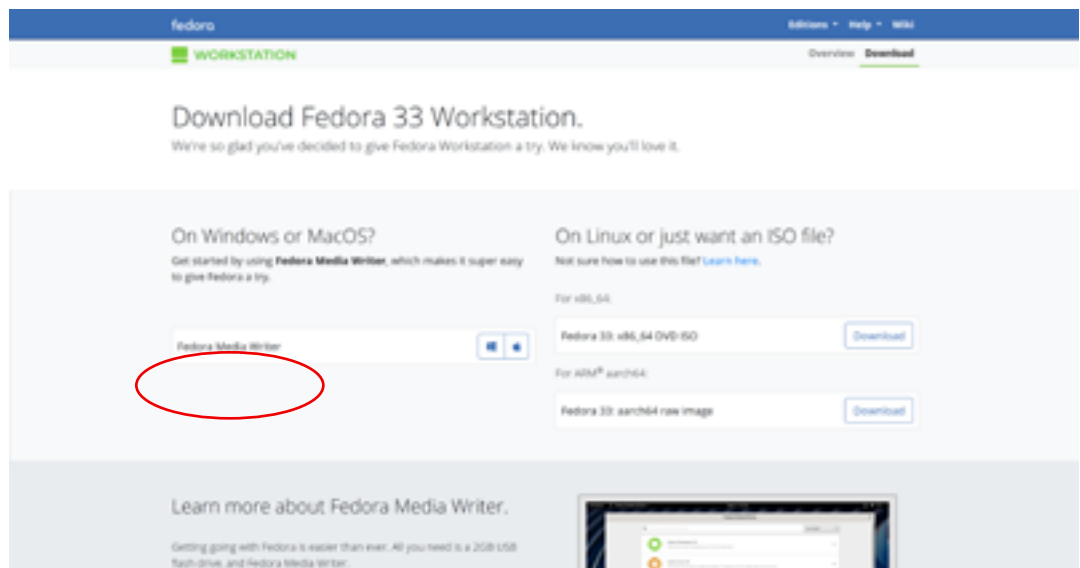 fedora
Editions Help Wiki
WORKSTATION
Overview Download
Download Fedora 33 Workstation.
We're so glad you've decided to give Fedora Workstation a try. We know you'll love it.
On Windows or MacOS?
Get started by using Fedora Media Writer, which makes it super easy
to give Fedora a try.
Fedora Media Writer
On Linux or just want an ISO file?
Not sure how to use this file? Learn here.
For x86_64:
Fedora 33: x86_64 DVD ISO
Download
For ARM® aarch64:
Fedora 33: aarch64 raw image
Download
Learn more about Fedora Media Writer.
Getting going with Fedora is easier than ever. All you need is a 2GB USB
flash drive, and Fedora Media Writer.